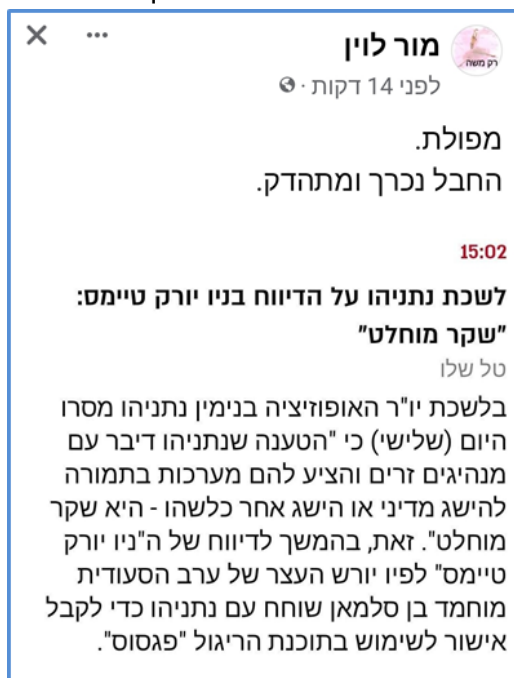 מור לוין
רק משה
לפני 14 דקות ·
מפולת.
החבל נכרך ומתהדק.
15:02
לשכת נתניהו על הדיווח בניו יורק טיימס:
"שקר מוחלט"
טל שלו
בלשכת יו"ר האופוזיציה בנימין נתניהו מסרו
היום (שלישי) כי "הטענה שנתניהו דיבר עם
מנהיגים זרים והציע להם מערכות בתמורה
להישג מדיני או הישג אחר כלשהו - היא שקר
מוחלט". זאת, בהמשך לדיווח של ה"ניו יורק
טיימס" לפיו יורש העצר של ערב הסעודית
מוחמד בן סלמאן שוחח עם נתניהו כדי לקבל
אישור לשימוש בתוכנת הריגול "פגסוס".